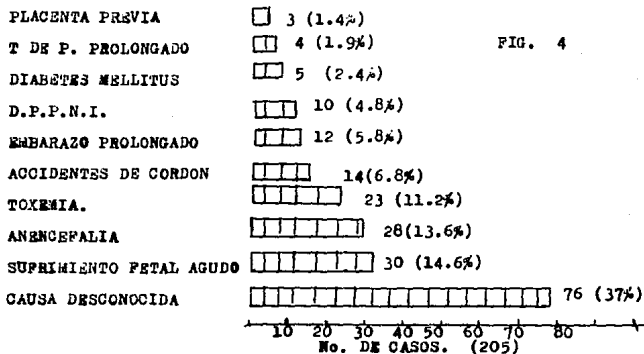 PLACENTA PREVIA 3 (1.4%)
T DE P. PROLONGADO 4 (1.9%) FIG. 4
DIABETES MELLITUS 5 (2.4%)
D.P.P.N.I. 10 (4.8%)
EMBARAZO PROLONGADO 12 (5.8%)
ACCIDENTES DE CORDON 14(6.8%)
TOXEMIA. 23 (11.2%)
ANENCEFALIA 28(13.6%)
SUFRIMIENTO FETAL AGUDO 30 (14.6%)
CAUSA DESCONOCIDA 76 (37%)
10 20 30 40 50 60 70 80
No. DE CASOS. (205)